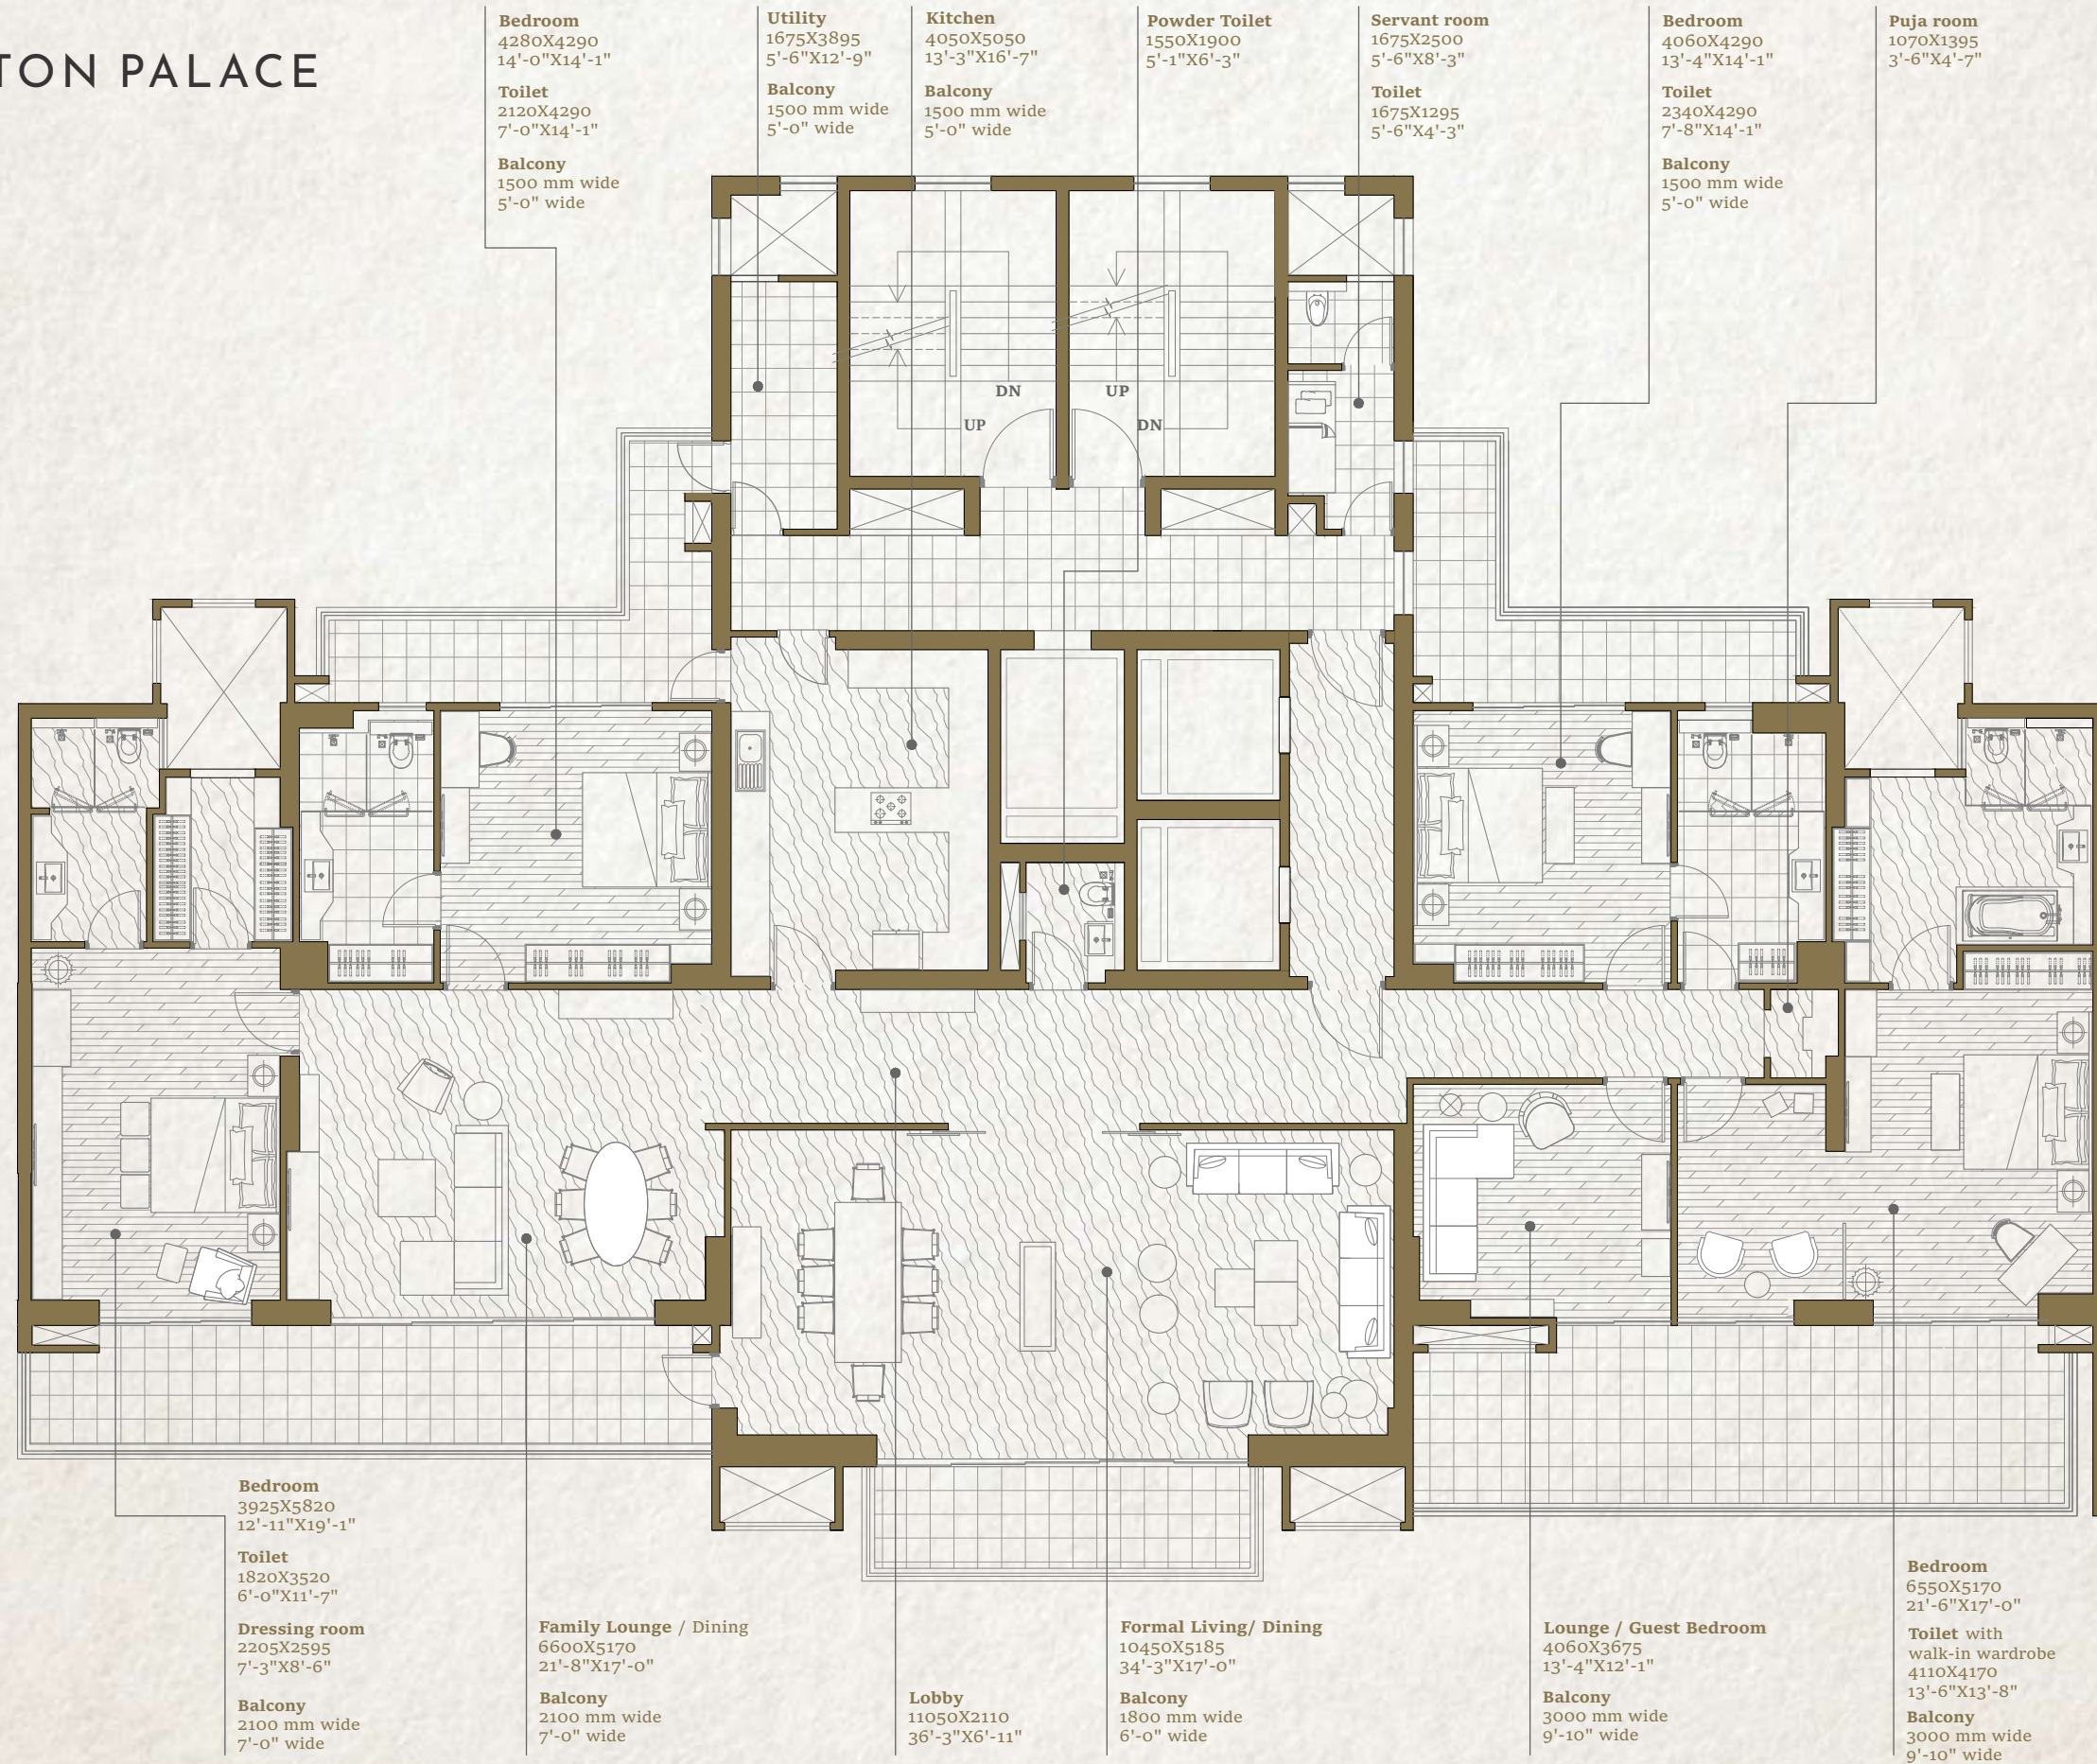 TON PALACE
Bedroom
4280X4290
14'-0"X14'-1"
Toilet
2120X4290
7'-0"X14'-1"
Balcony
1500 mm wide
5'-0" wide
Utility
1675X3895
5'-6"X12'-9"
Balcony
1500 mm wide
5'-0" wide
Kitchen
4050X5050
13'-3"X16'-7"
Balcony
1500 mm wide
5'-0" wide
Powder Toilet
1550X1900
5'-1"X6'-3"
Servant room
1675X2500
5'-6"X8'-3"
Toilet
1675X1295
5'-6"X4'-3"
Bedroom
4060X4290
13'-4"X14'-1"
Toilet
2340X4290
7'-8"X14'-1"
Balcony
1500 mm wide
5'-0" wide
Puja room
1070X1395
3'-6"X4'-7"
DN
UP
UP
DN
Bedroom
3925X5820
12'-11"X19'-1"
Toilet
1820X3520
6'-0"X11'-7"
Dressing room
2205X2595
7'-3"X8'-6"
Balcony
2100 mm wide
7'-0" wide
Family Lounge / Dining
6600X5170
21'-8"X17'-0"
Balcony
2100 mm wide
7'-0" wide
Lobby
11050X2110
36'-3"X6'-11"
Formal Living/ Dining
10450X5185
34'-3"X17'-0"
Balcony
1800 mm wide
6'-0" wide
Lounge / Guest Bedroom
4060X3675
13'-4"X12'-1"
Balcony
3000 mm wide
9'-10" wide
Bedroom
6550X5170
21'-6"X17'-0"
Toilet with
walk-in wardrobe
4110X4170
13'-6"X13'-8"
Balcony
3000 mm wide
9'-10" wide